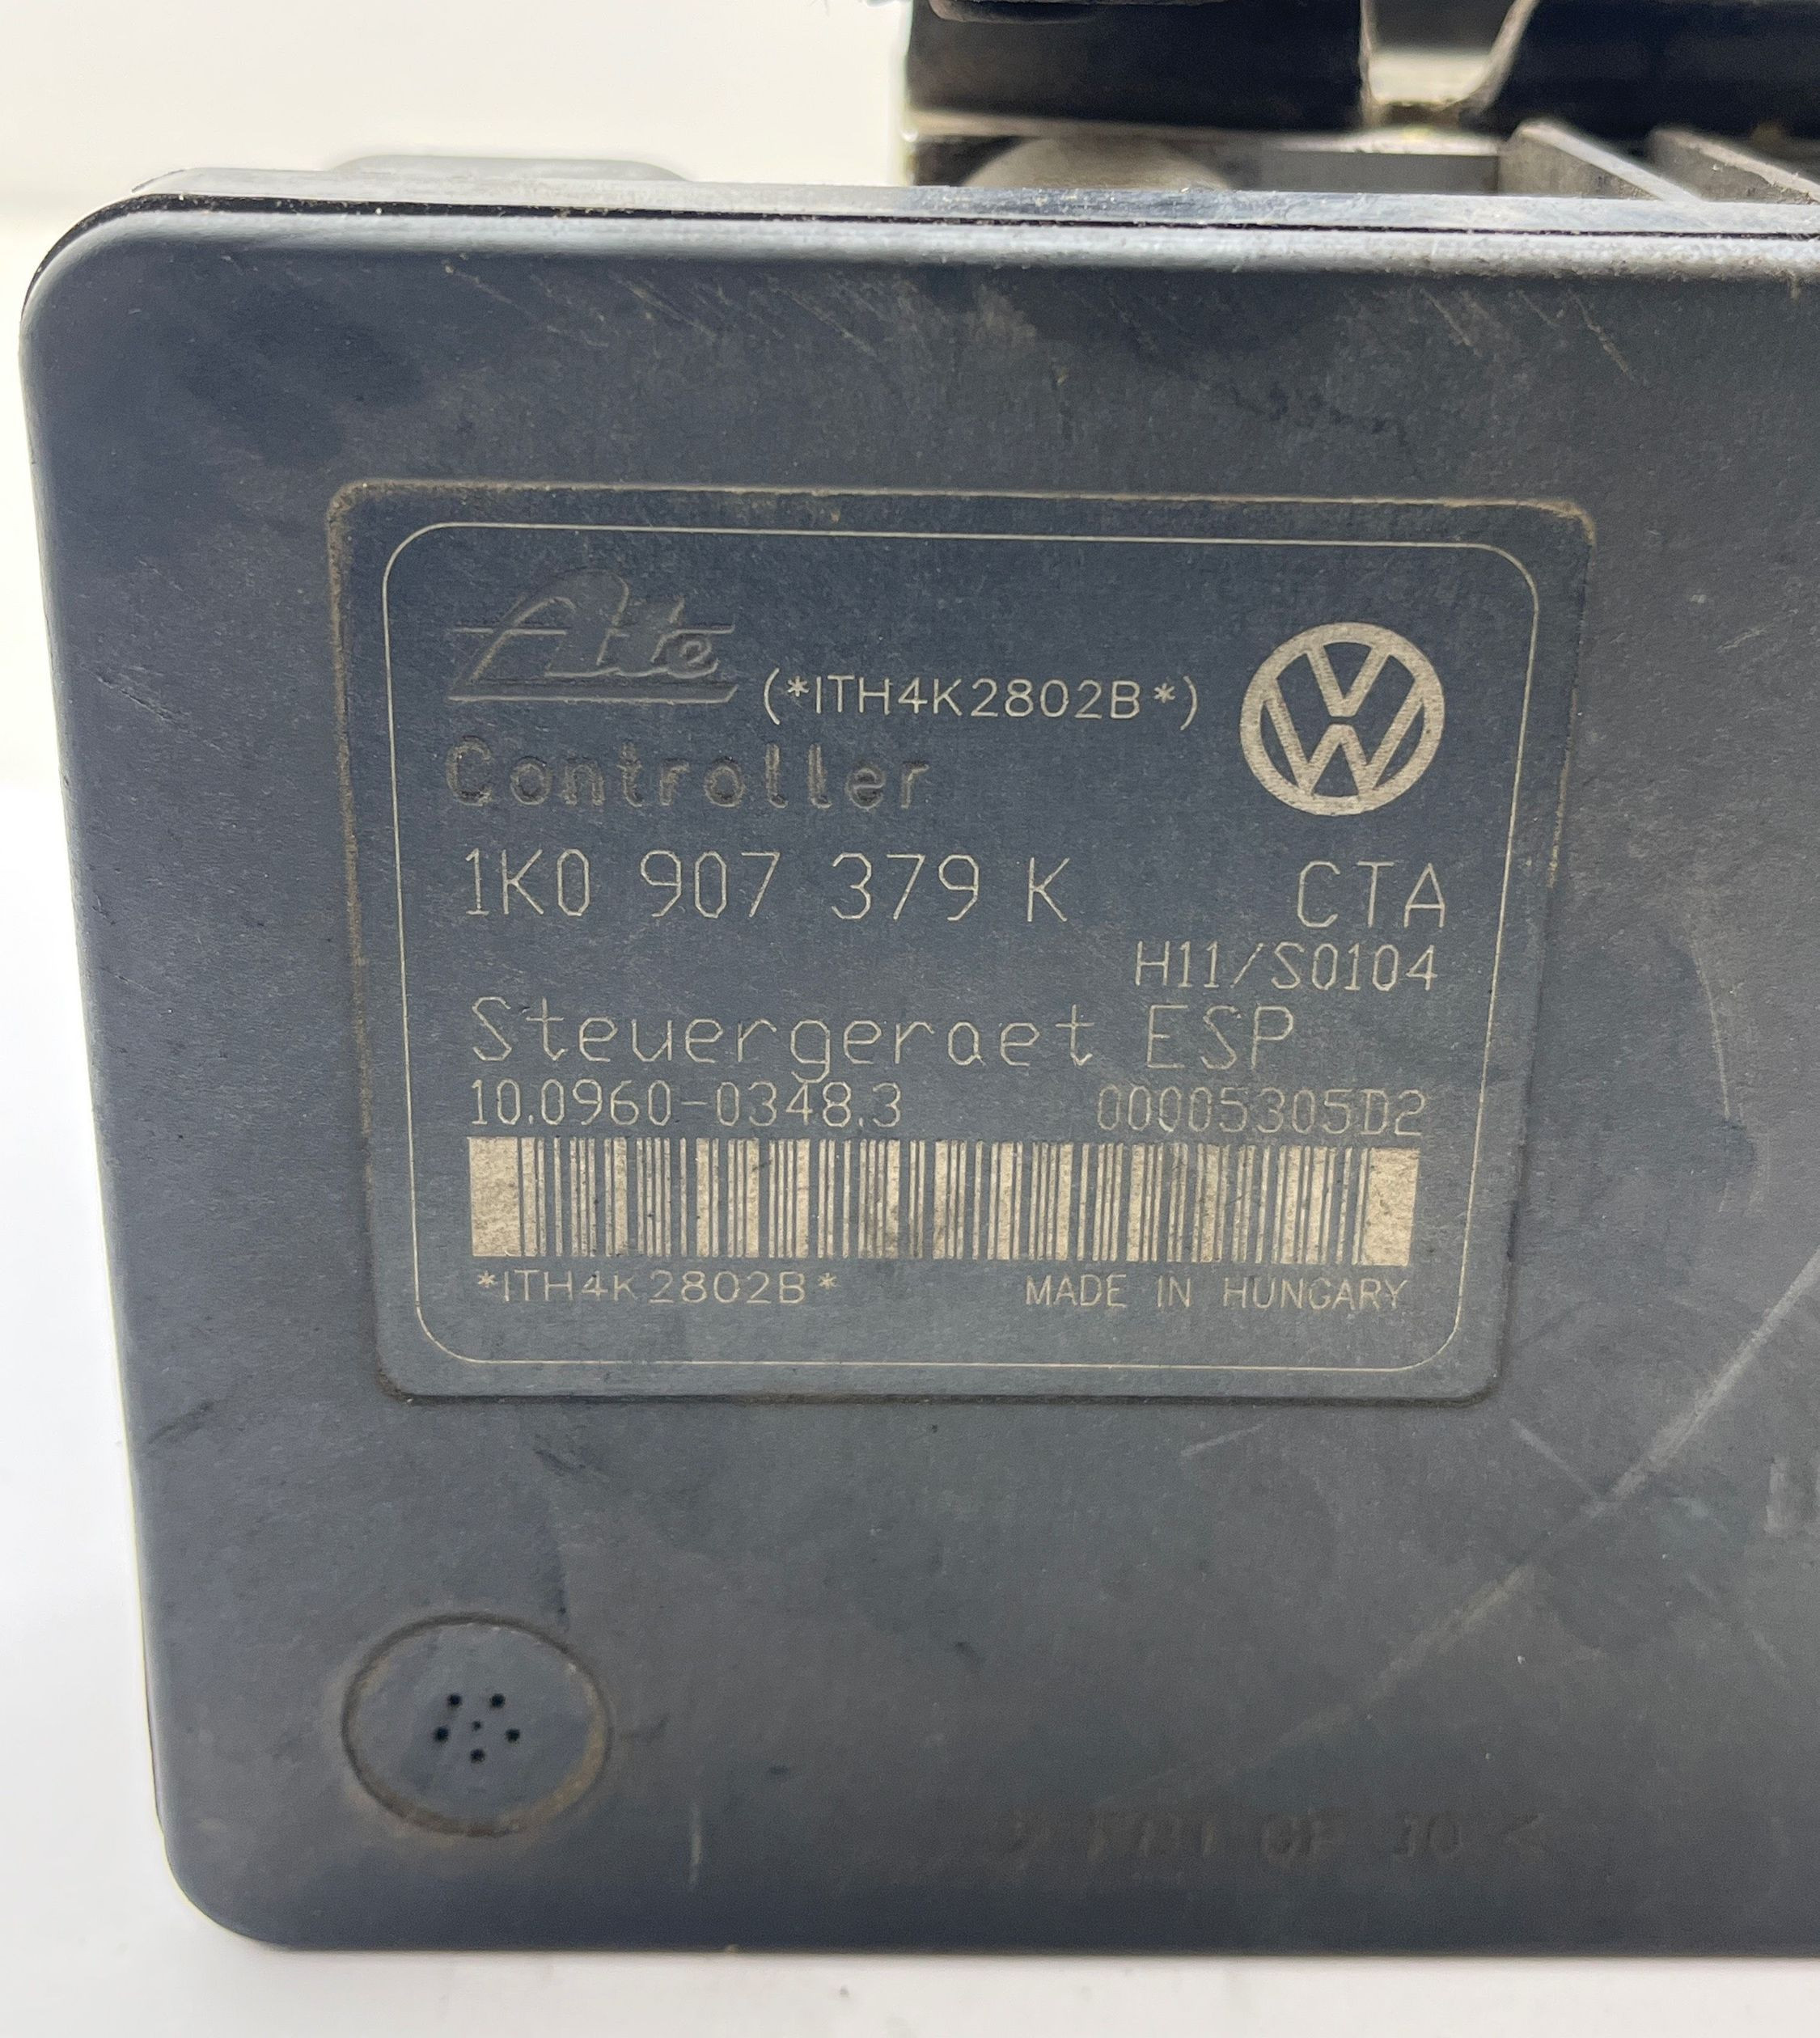 Ate (*ITH4K2802B*)
Controller
1K0 907 379 K CTA
H11/S0104
Steuergeraet ESP
10.0960-0348.3 00005305D2
*ITH4K2802B* MADE IN HUNGARY